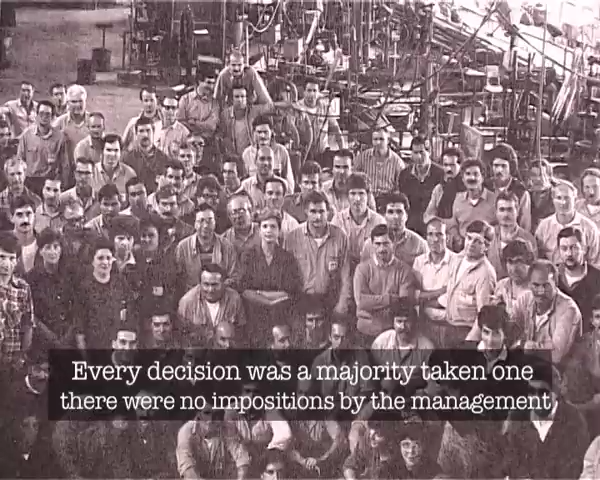 Every decision was a majority taken one
there were no impositions by the management